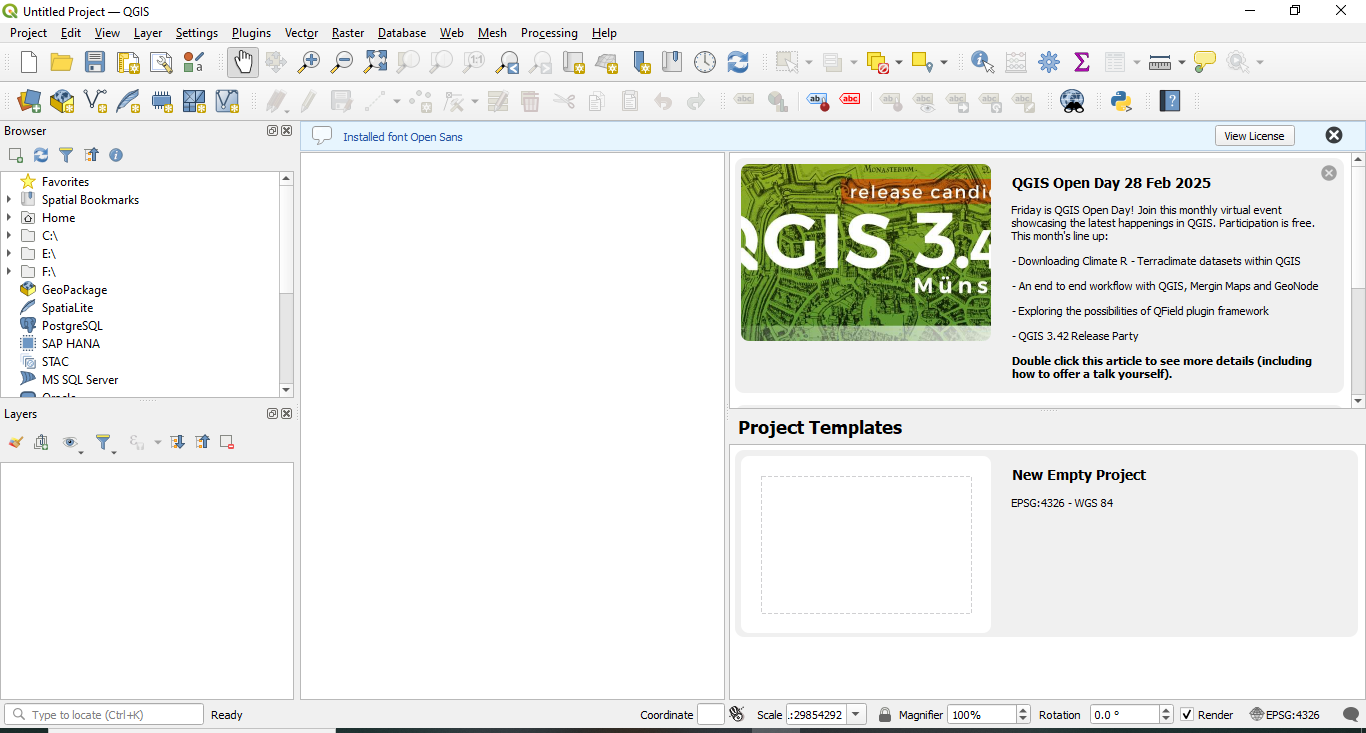 Untitled Project — QGIS
Project Edit View Layer Settings Plugins Vector Raster Database Web Mesh Processing Help
abc
ab abc
Browser
Installed font Open Sans
View License
Favorites
Spatial Bookmarks
Home
C:\
E:\
F:\
GeoPackage
SpatiaLite
PostgreSQL
SAP HANA
STAC
MS SQL Server
Oracle
Layers
MONASTERIVM
release candi
QGIS 3.4
Müns
QGIS Open Day 28 Feb 2025
Friday is QGIS Open Day! Join this monthly virtual event
showcasing the latest happenings in QGIS. Participation is free.
This month's line up:
- Downloading Climate R - Terraclimate datasets within QGIS
- An end to end workflow with QGIS, Mergin Maps and GeoNode
- Exploring the possibilities of QField plugin framework
- QGIS 3.42 Release Party
Double click this article to see more details (including
how to offer a talk yourself).
Project Templates
New Empty Project
EPSG:4326 - WGS 84
Type to locate (Ctrl+K)
Ready
Coordinate
Scale .:29854292
Magnifier 100%
Rotation 0.0 °
Render
EPSG:4326